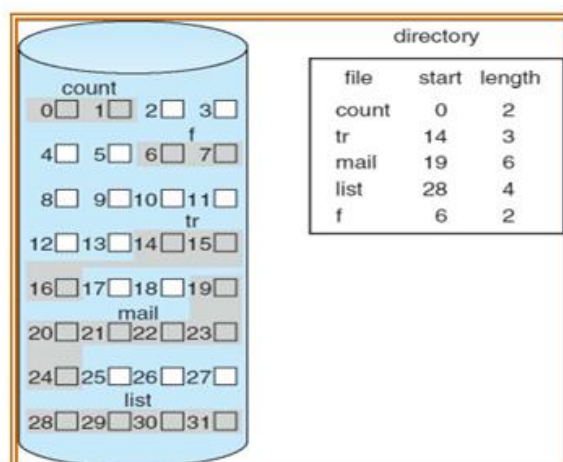 directory
file start length
count 0 2
tr 14 3
mail 19 6
list 28 4
f 6 2
count
0 1 2 3
f
4 5 6 7
8 9 10 11
tr
12 13 14 15
16 17 18 19
mail
20 21 22 23
24 25 26 27
list
28 29 30 31